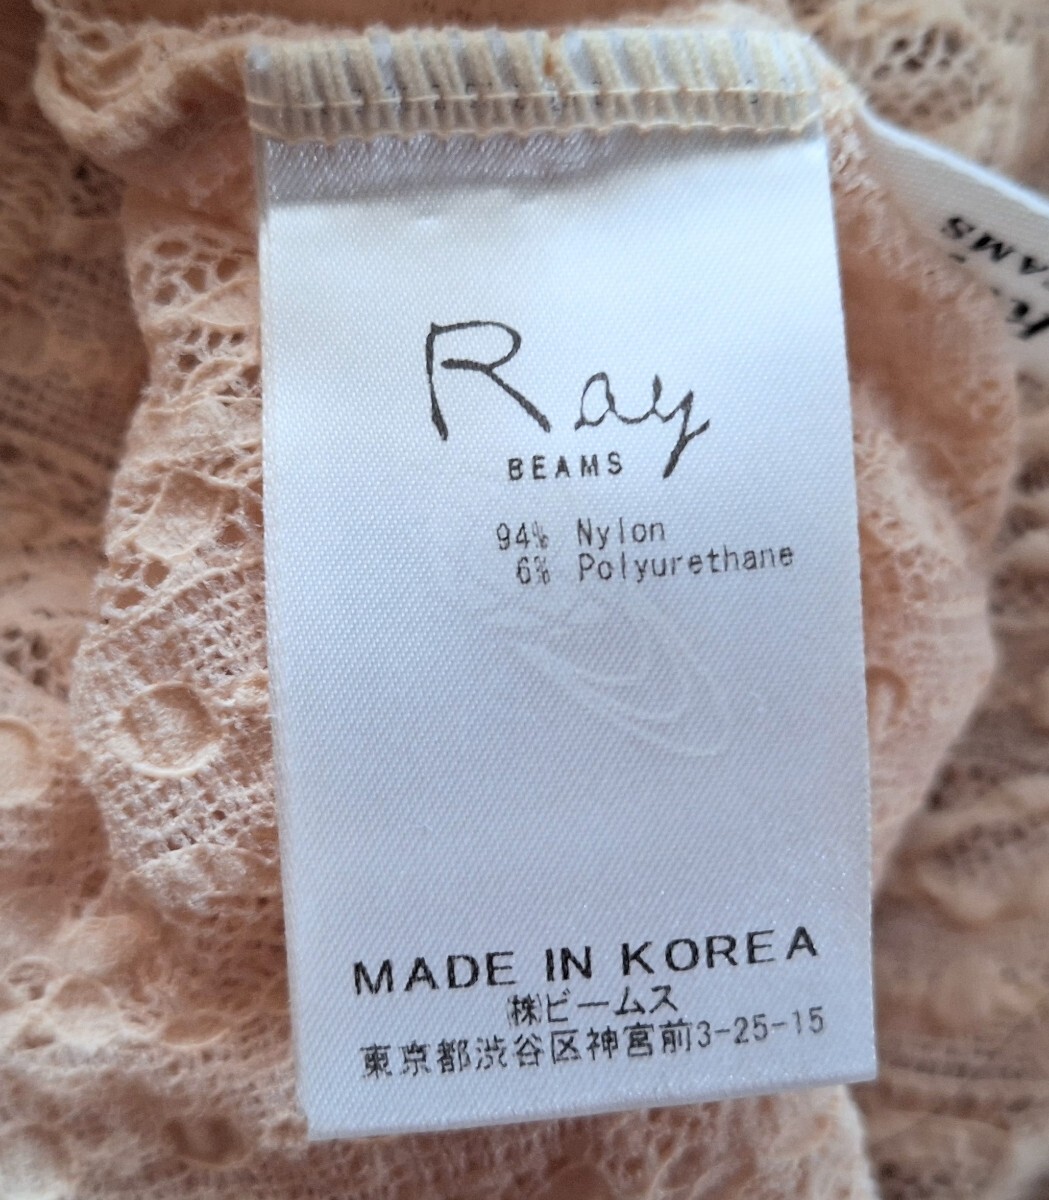 Ray
BEAMS
94% Nylon
6% Polyurethane
MADE IN KOREA
㈱ビームス
東京都渋谷区神宮前3-25-15